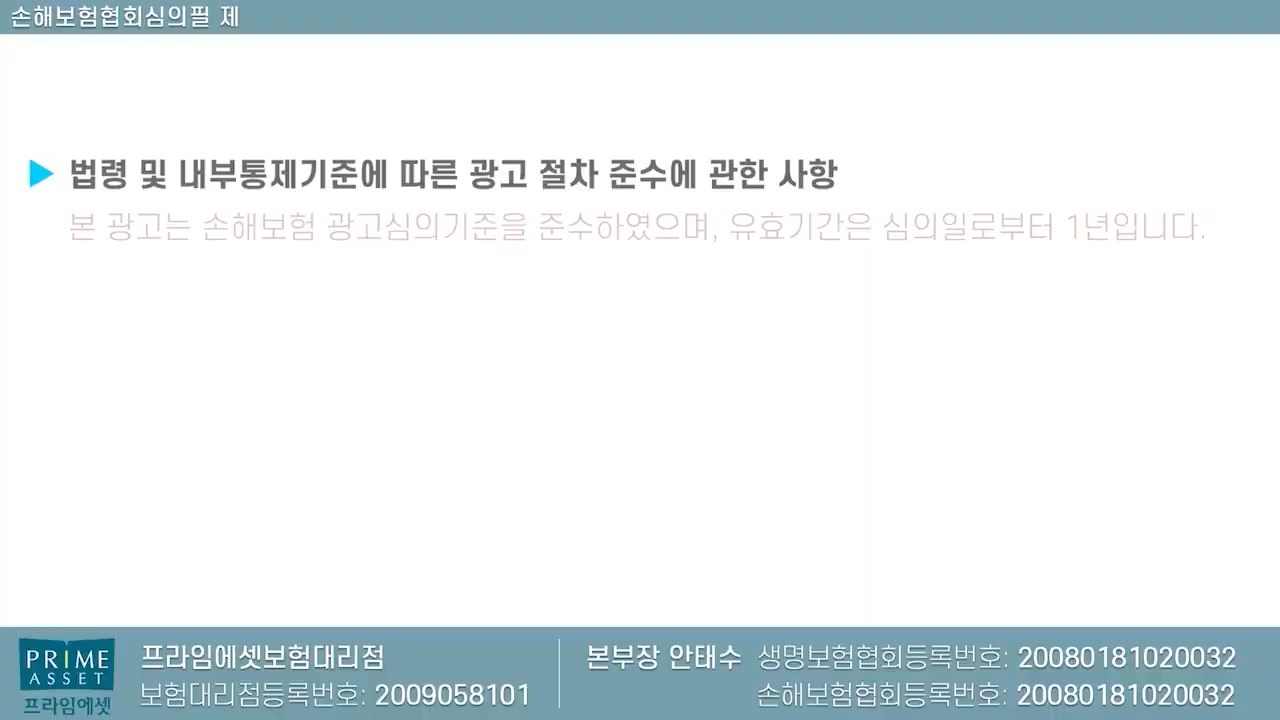 손해보험협회심의필 제
▶ 법령 및 내부통제기준에 따른 광고 절차 준수에 관한 사항
본 광고는 손해보험 광고심의기준을 준수하였으며, 유효기간은 심의일로부터 1년입니다.
PRIME
ASSET
프라임에셋
프라임에셋보험대리점
보험대리점등록번호: 2009058101
본부장 안태수 생명보험협회등록번호: 20080181020032
손해보험협회등록번호: 20080181020032